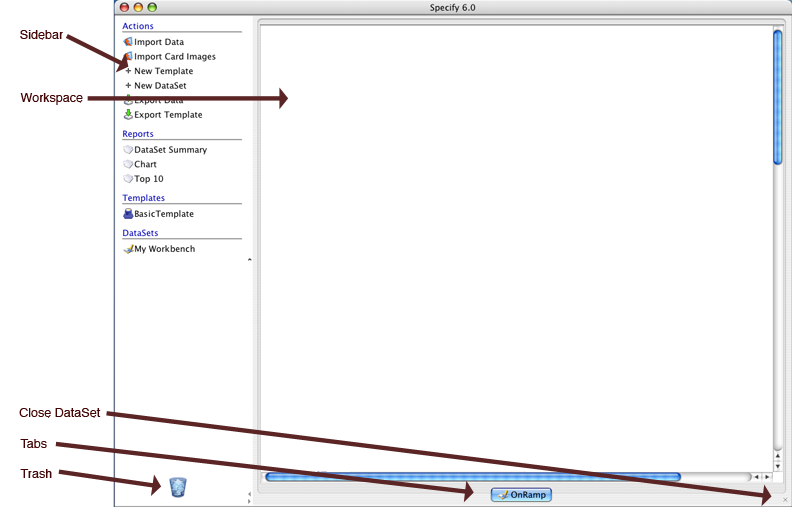 Specify 6.0
Actions
Import Data
Import Card Images
New Template
New DataSet
Export Data
Export Template
Reports
DataSet Summary
Chart
Top 10
Templates
BasicTemplate
DataSets
My Workbench
Sidebar
Workspace
Close DataSet
Tabs
Trash
OnRamp